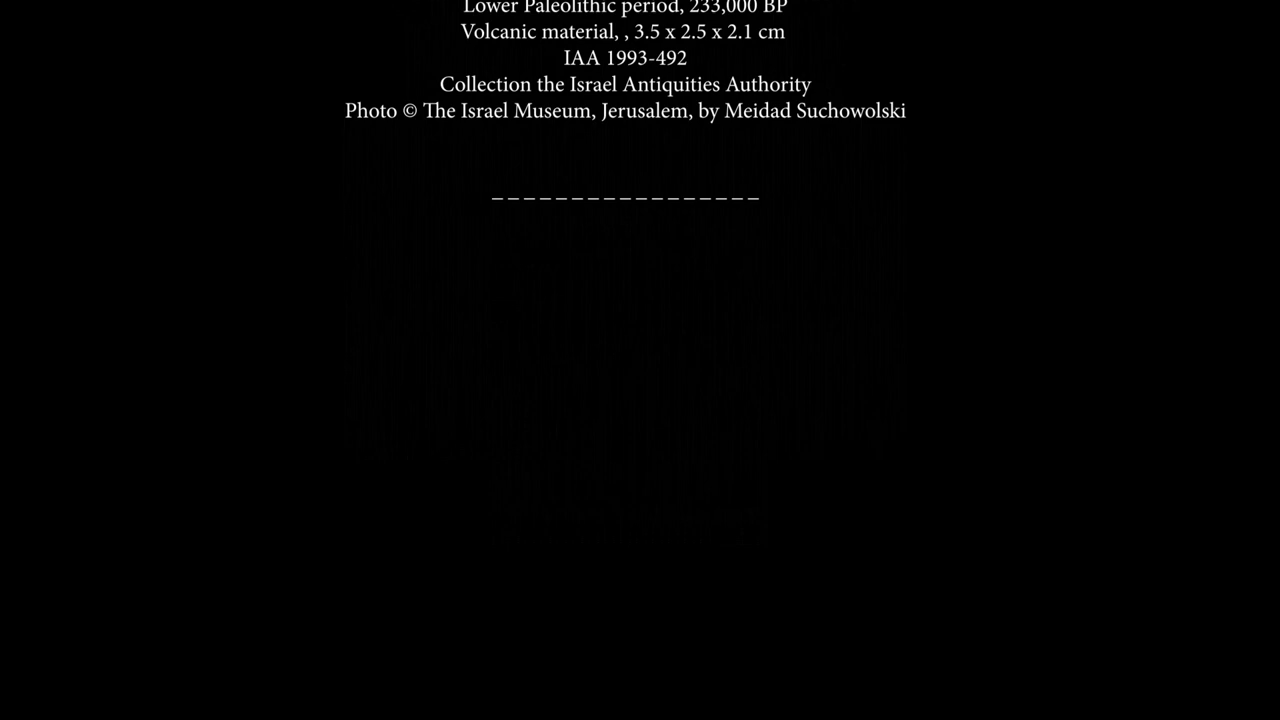 Lower Paleolithic period, 233,000 BP
Volcanic material, , 3.5 x 2.5 x 2.1 cm
IAA 1993-492
Collection the Israel Antiquities Authority
Photo © The Israel Museum, Jerusalem, by Meidad Suchowolski
_________________